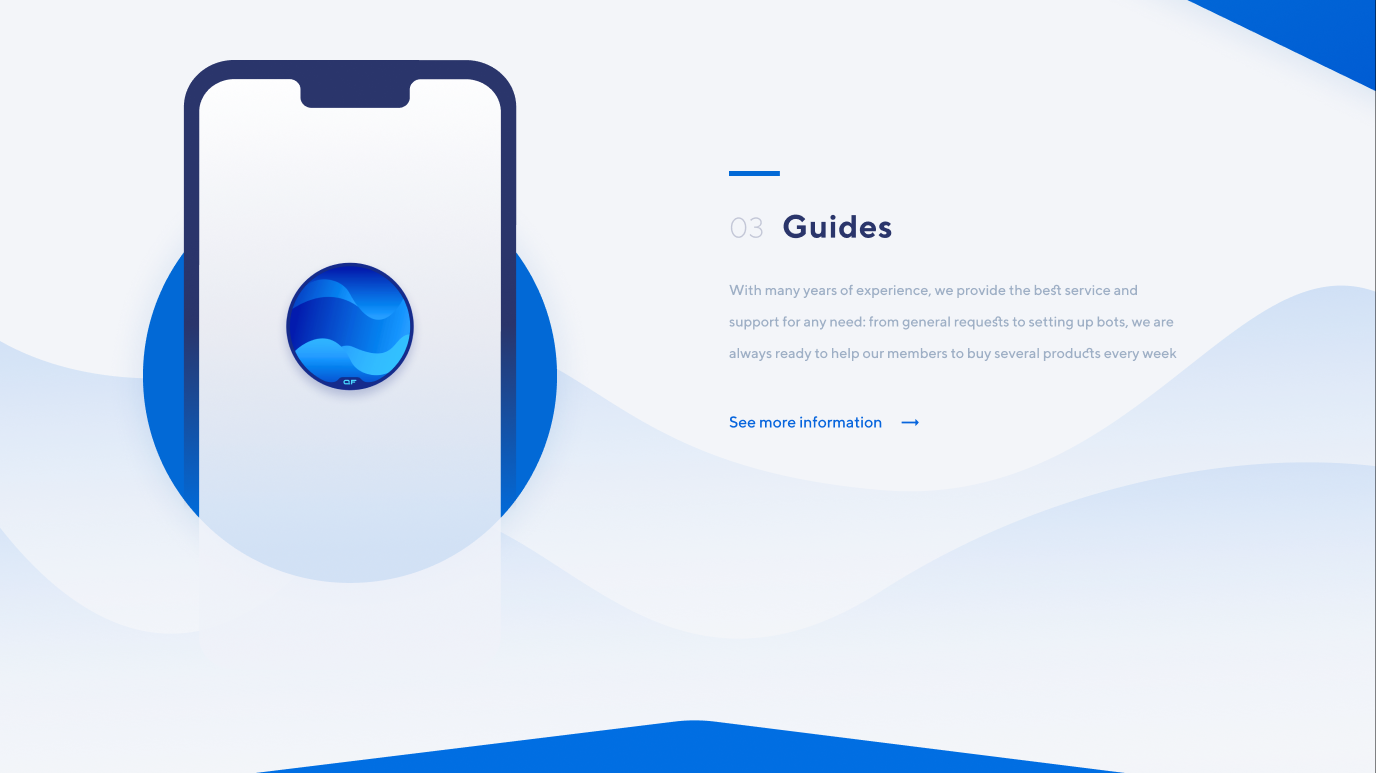 03 Guides
With many years of experience, we provide the best service and
support for any need: from general requests to setting up bots, we are
always ready to help our members to buy several products every week
See more information
OF